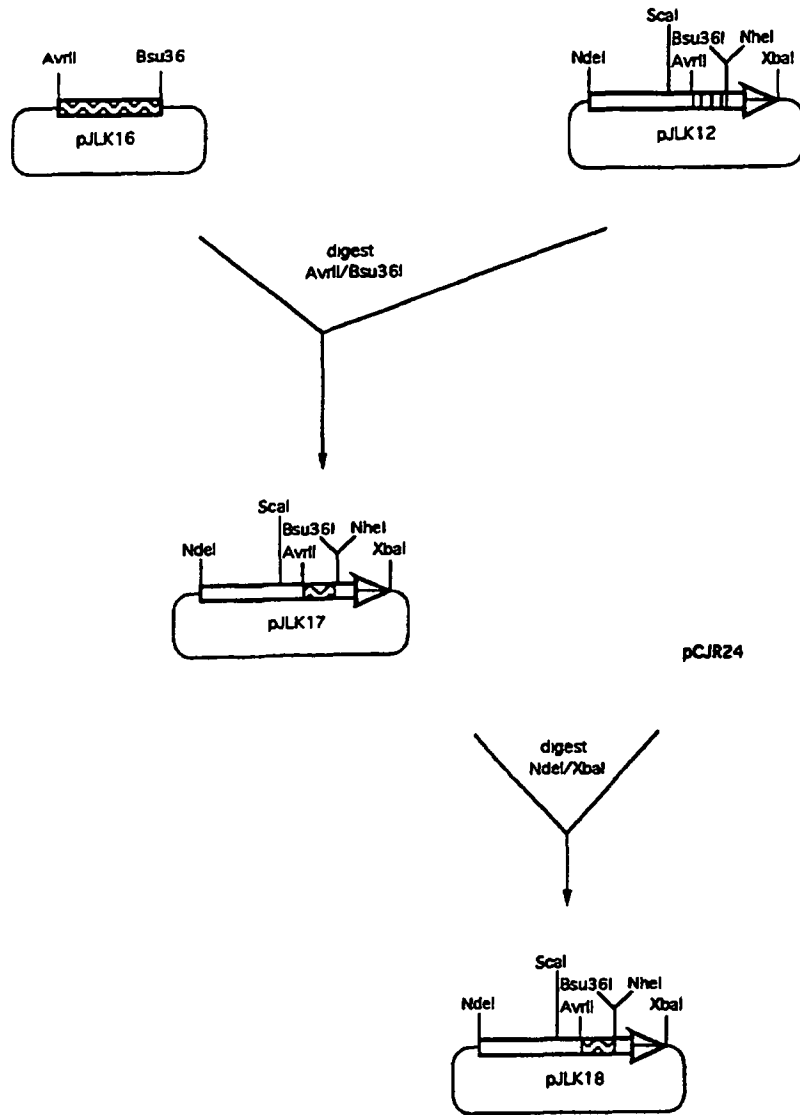 AvrII
Bsu36
pJLK16
ScaI
Bsu36I NheI
NdeI AvrII XbaI
pJLK12
digest
AvrII/Bsu36I
ScaI
Bsu36I NheI
NdeI AvrII XbaI
pJLK17
pCJR24
digest
NdeI/XbaI
ScaI
Bsu36I NheI
NdeI AvrII XbaI
pJLK18